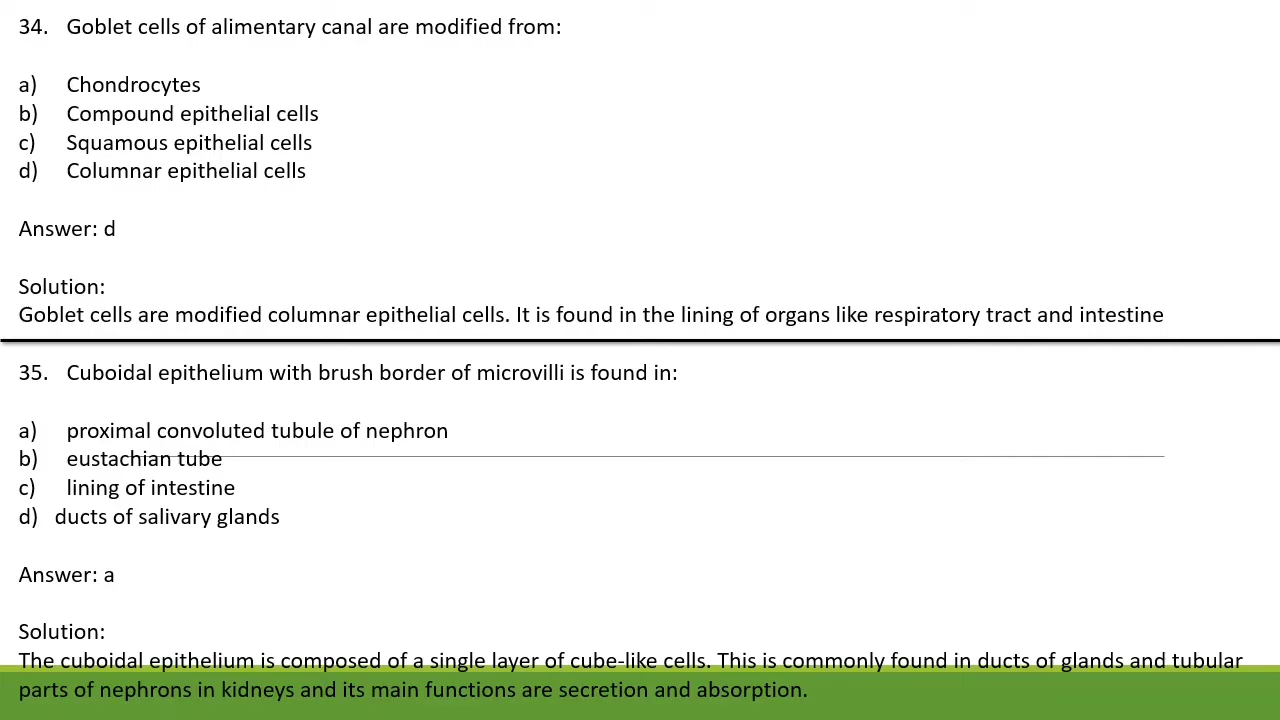 34. Goblet cells of alimentary canal are modified from:
a) Chondrocytes
b) Compound epithelial cells
c) Squamous epithelial cells
d) Columnar epithelial cells
Answer: d
Solution:
Goblet cells are modified columnar epithelial cells. It is found in the lining of organs like respiratory tract and intestine
35. Cuboidal epithelium with brush border of microvilli is found in:
a) proximal convoluted tubule of nephron
b) eustachian tube
c) lining of intestine
d) ducts of salivary glands
Answer: a
Solution:
The cuboidal epithelium is composed of a single layer of cube-like cells. This is commonly found in ducts of glands and tubular
parts of nephrons in kidneys and its main functions are secretion and absorption.